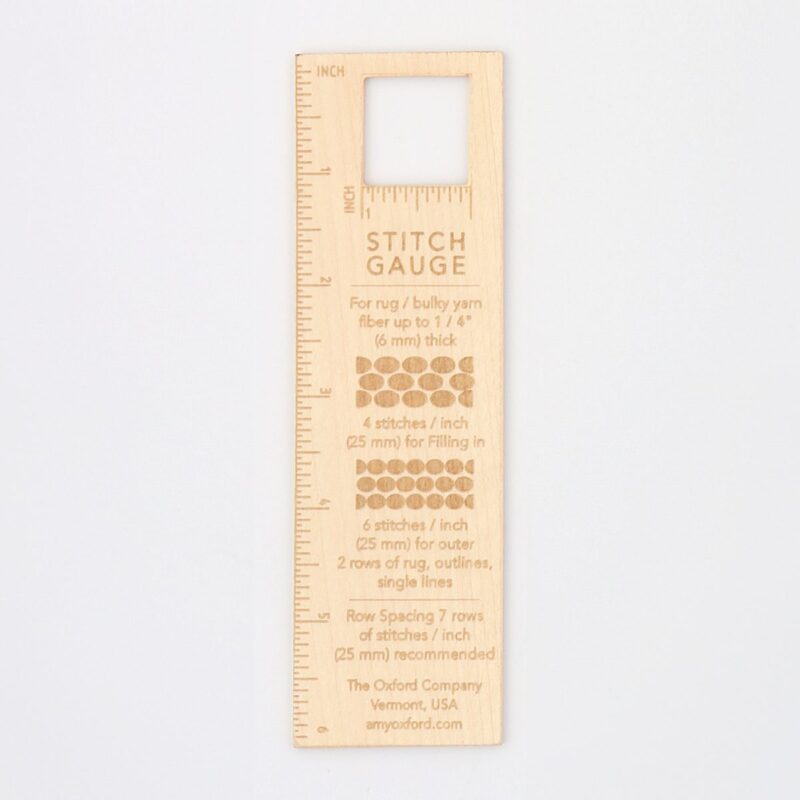 INCH
1
2
3
4
5
6
INCH
1
STITCH
GAUGE
For rug / bulky yarn
fiber up to 1 / 4"
(6 mm) thick
4 stitches / inch
(25 mm) for Filling in
6 stitches / inch
(25 mm) for outer
2 rows of rug, outlines,
single lines
Row Spacing 7 rows
of stitches / inch
(25 mm) recommended
The Oxford Company
Vermont, USA
amyoxford.com